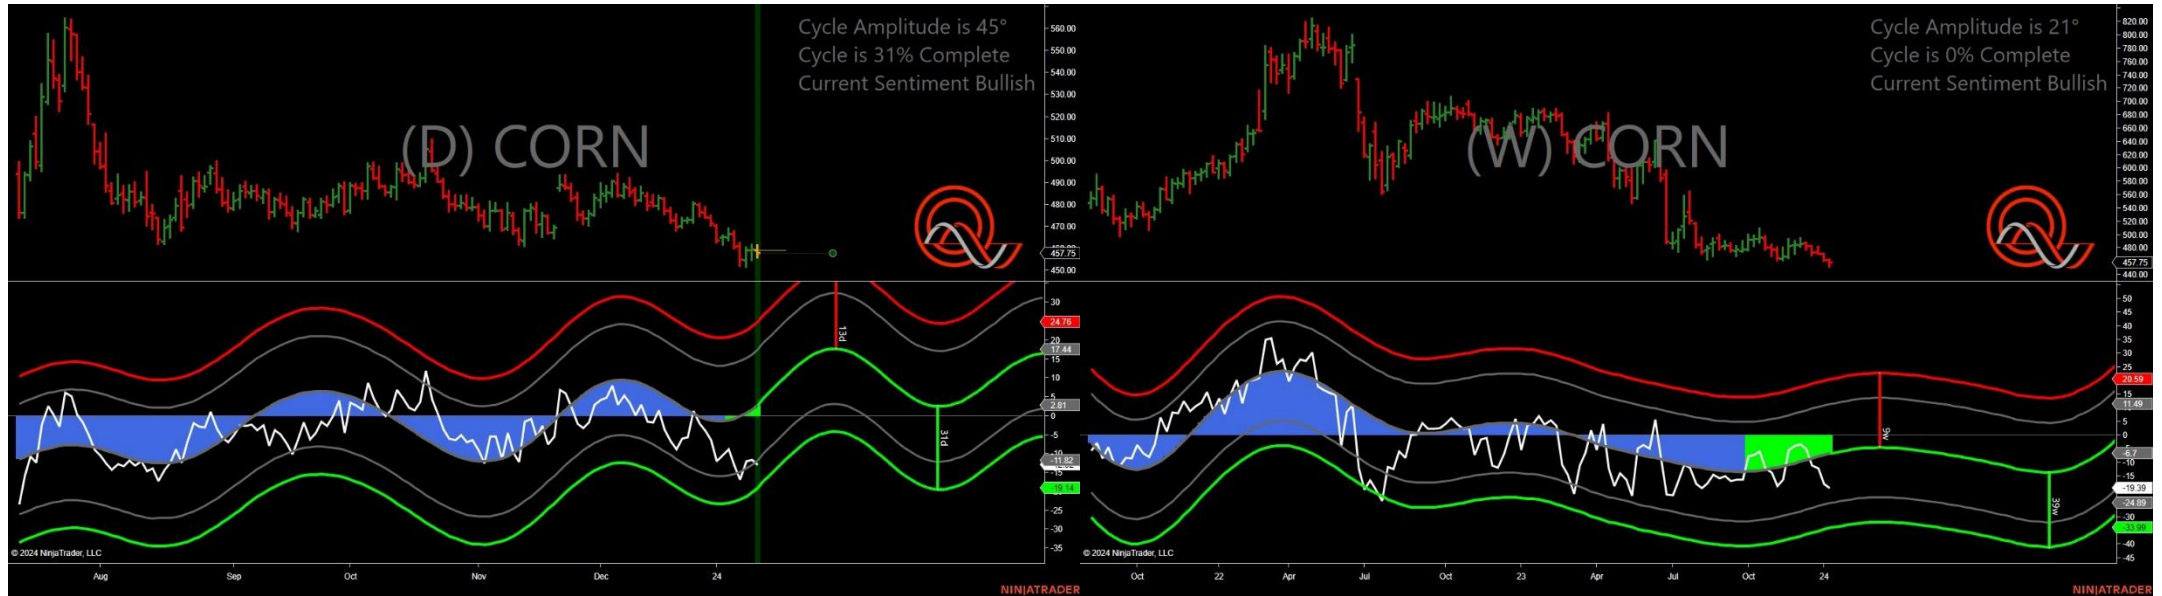 Cycle Amplitude is 45°
Cycle is 31% Complete
Current Sentiment Bullish
(D) CORN
560.00
550.00
540.00
530.00
520.00
510.00
500.00
490.00
480.00
470.00
457.75
450.00
30
24.76
20
17.44
15
10
5
2.81
0
-5
-11.82
-15
-19.14
-25
-30
-35
13d
31d
© 2024 NinjaTrader, LLC
Aug
Sep
Oct
Nov
Dec
24
NINJATRADER
Cycle Amplitude is 21°
Cycle is 0% Complete
Current Sentiment Bullish
(W) CORN
820.00
800.00
780.00
760.00
740.00
720.00
700.00
680.00
660.00
640.00
620.00
600.00
580.00
560.00
540.00
520.00
500.00
480.00
457.75
440.00
50
45
40
35
30
25
20.59
15
11.49
5
0
-6.7
-10
-15
-19.39
-24.89
-30
-33.99
-40
-45
9w
39w
© 2024 NinjaTrader, LLC
Oct
22
Apr
Jul
Oct
23
Apr
Jul
Oct
24
NINJATRADER